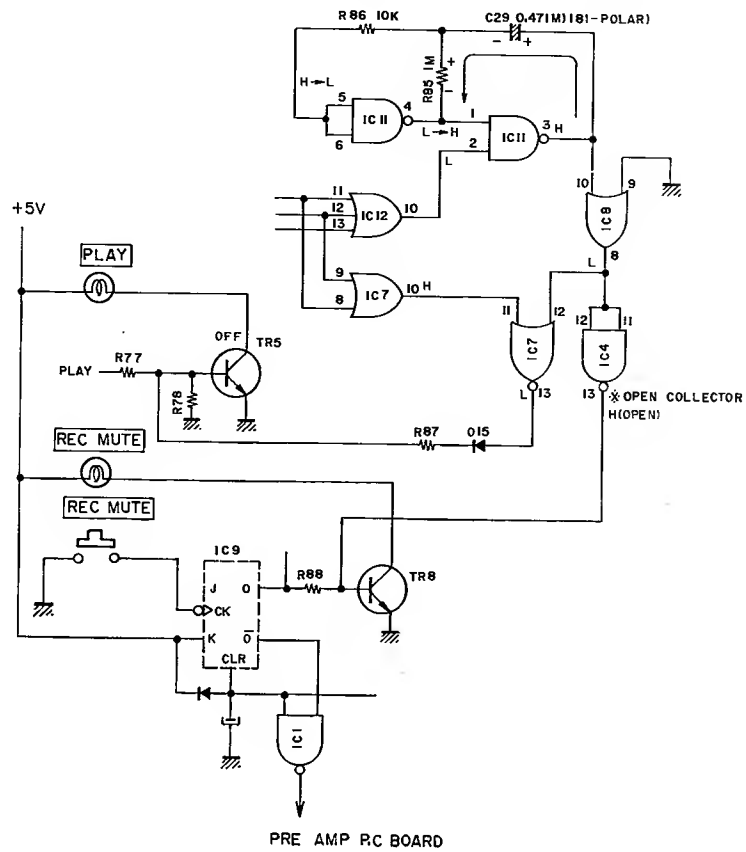 R86 10K
C29 0.47(M)(81-POLAR)
H→L
R85 1M
+
-
- +
5
6
IC11
4
L→H
1
2
L
IC11
3 H
11
12
13
IC12
10
10
9
IC8
8
L
+5V
PLAY
9
8
IC7
10 H
11
12
IC7
L
13
12
11
IC4
13
※ OPEN COLLECTOR
H(OPEN)
OFF
TR5
PLAY
R77
R78
R87
015
REC MUTE
REC MUTE
IC9
J
O
CK
K
O
CLR
R88
TR8
IC1
PRE AMP P.C BOARD